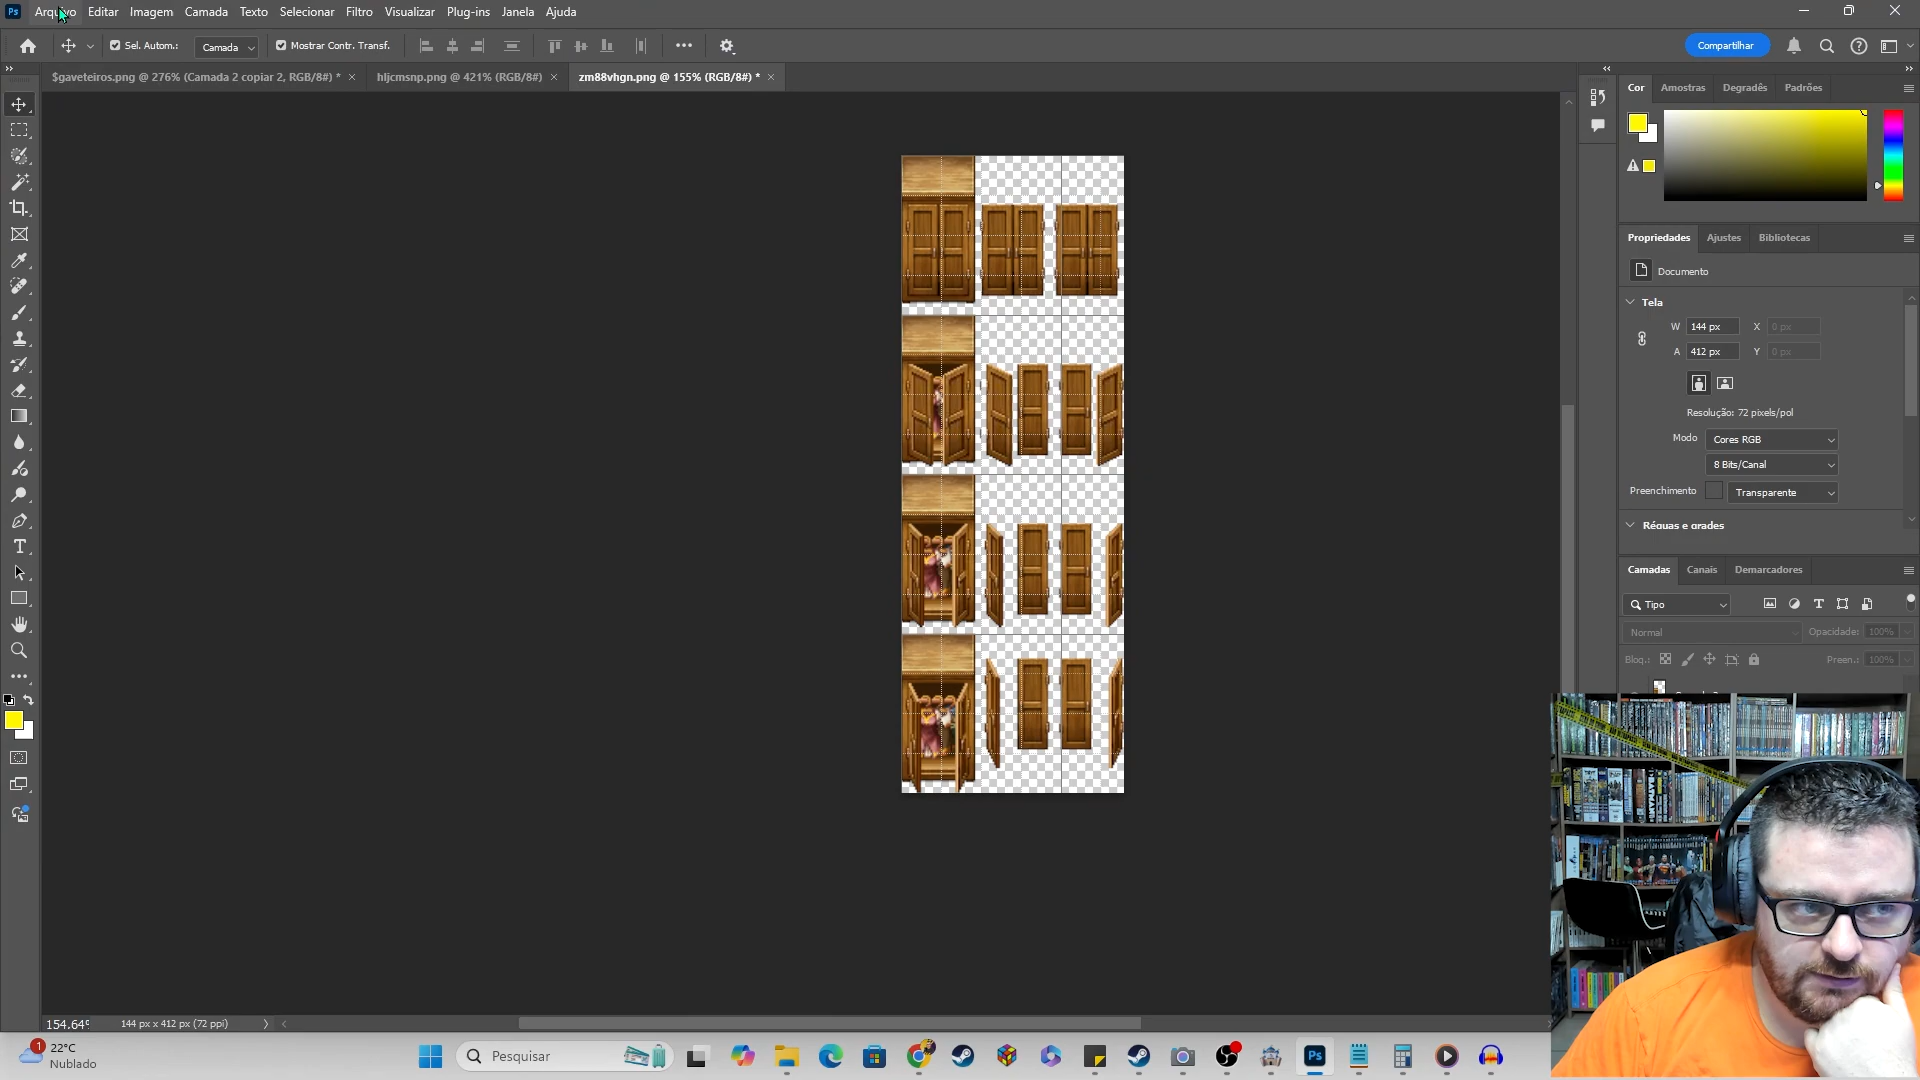 Ps Arquivo Editar Imagem Camada Texto Selecionar Filtro Visualizar Plug-ins Janela Ajuda
Sel. Autom.: Camada Mostrar Contr. Transf. Compartilhar
$gaveteiros.png @ 276% (Camada 2 copiar 2, RGB/8#) * hljcmsnp.png @ 421% (RGB/8#) zm88vhgn.png @ 155% (RGB/8#) *
Cor Amostras Degradês Padrões
Propriedades Ajustes Bibliotecas
Documento
Tela
W 144 px X 0 px
A 412 px Y 0 px
Resolução: 72 pixels/pol
Modo Cores RGB
8 Bits/Canal
Preenchimento Transparente
Réguas e grades
Camadas Canais Demarcadores
Tipo
Normal Opacidade: 100%
Bloq.: Preen.: 100%
154.64%
144 px x 412 px (72 ppi)
1 22°C
Nublado
Pesquisar
Ps